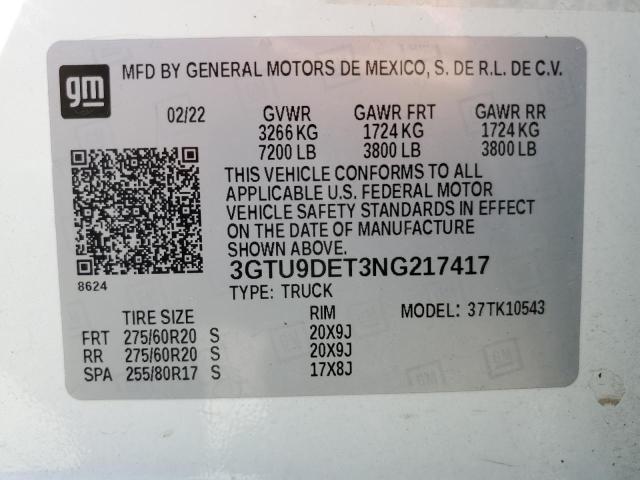 gm
MFD BY GENERAL MOTORS DE MEXICO, S. DE R.L. DE C.V.
02/22 GVWR GAWR FRT GAWR RR
3266 KG 1724 KG 1724 KG
7200 LB 3800 LB 3800 LB
THIS VEHICLE CONFORMS TO ALL
APPLICABLE U.S. FEDERAL MOTOR
VEHICLE SAFETY STANDARDS IN EFFECT
ON THE DATE OF MANUFACTURE
SHOWN ABOVE.
8624
3GTU9DET3NG217417
TYPE: TRUCK MODEL: 37TK10543
TIRE SIZE RIM
FRT 275/60R20 S 20X9J
RR 275/60R20 S 20X9J
SPA 255/80R17 S 17X8J